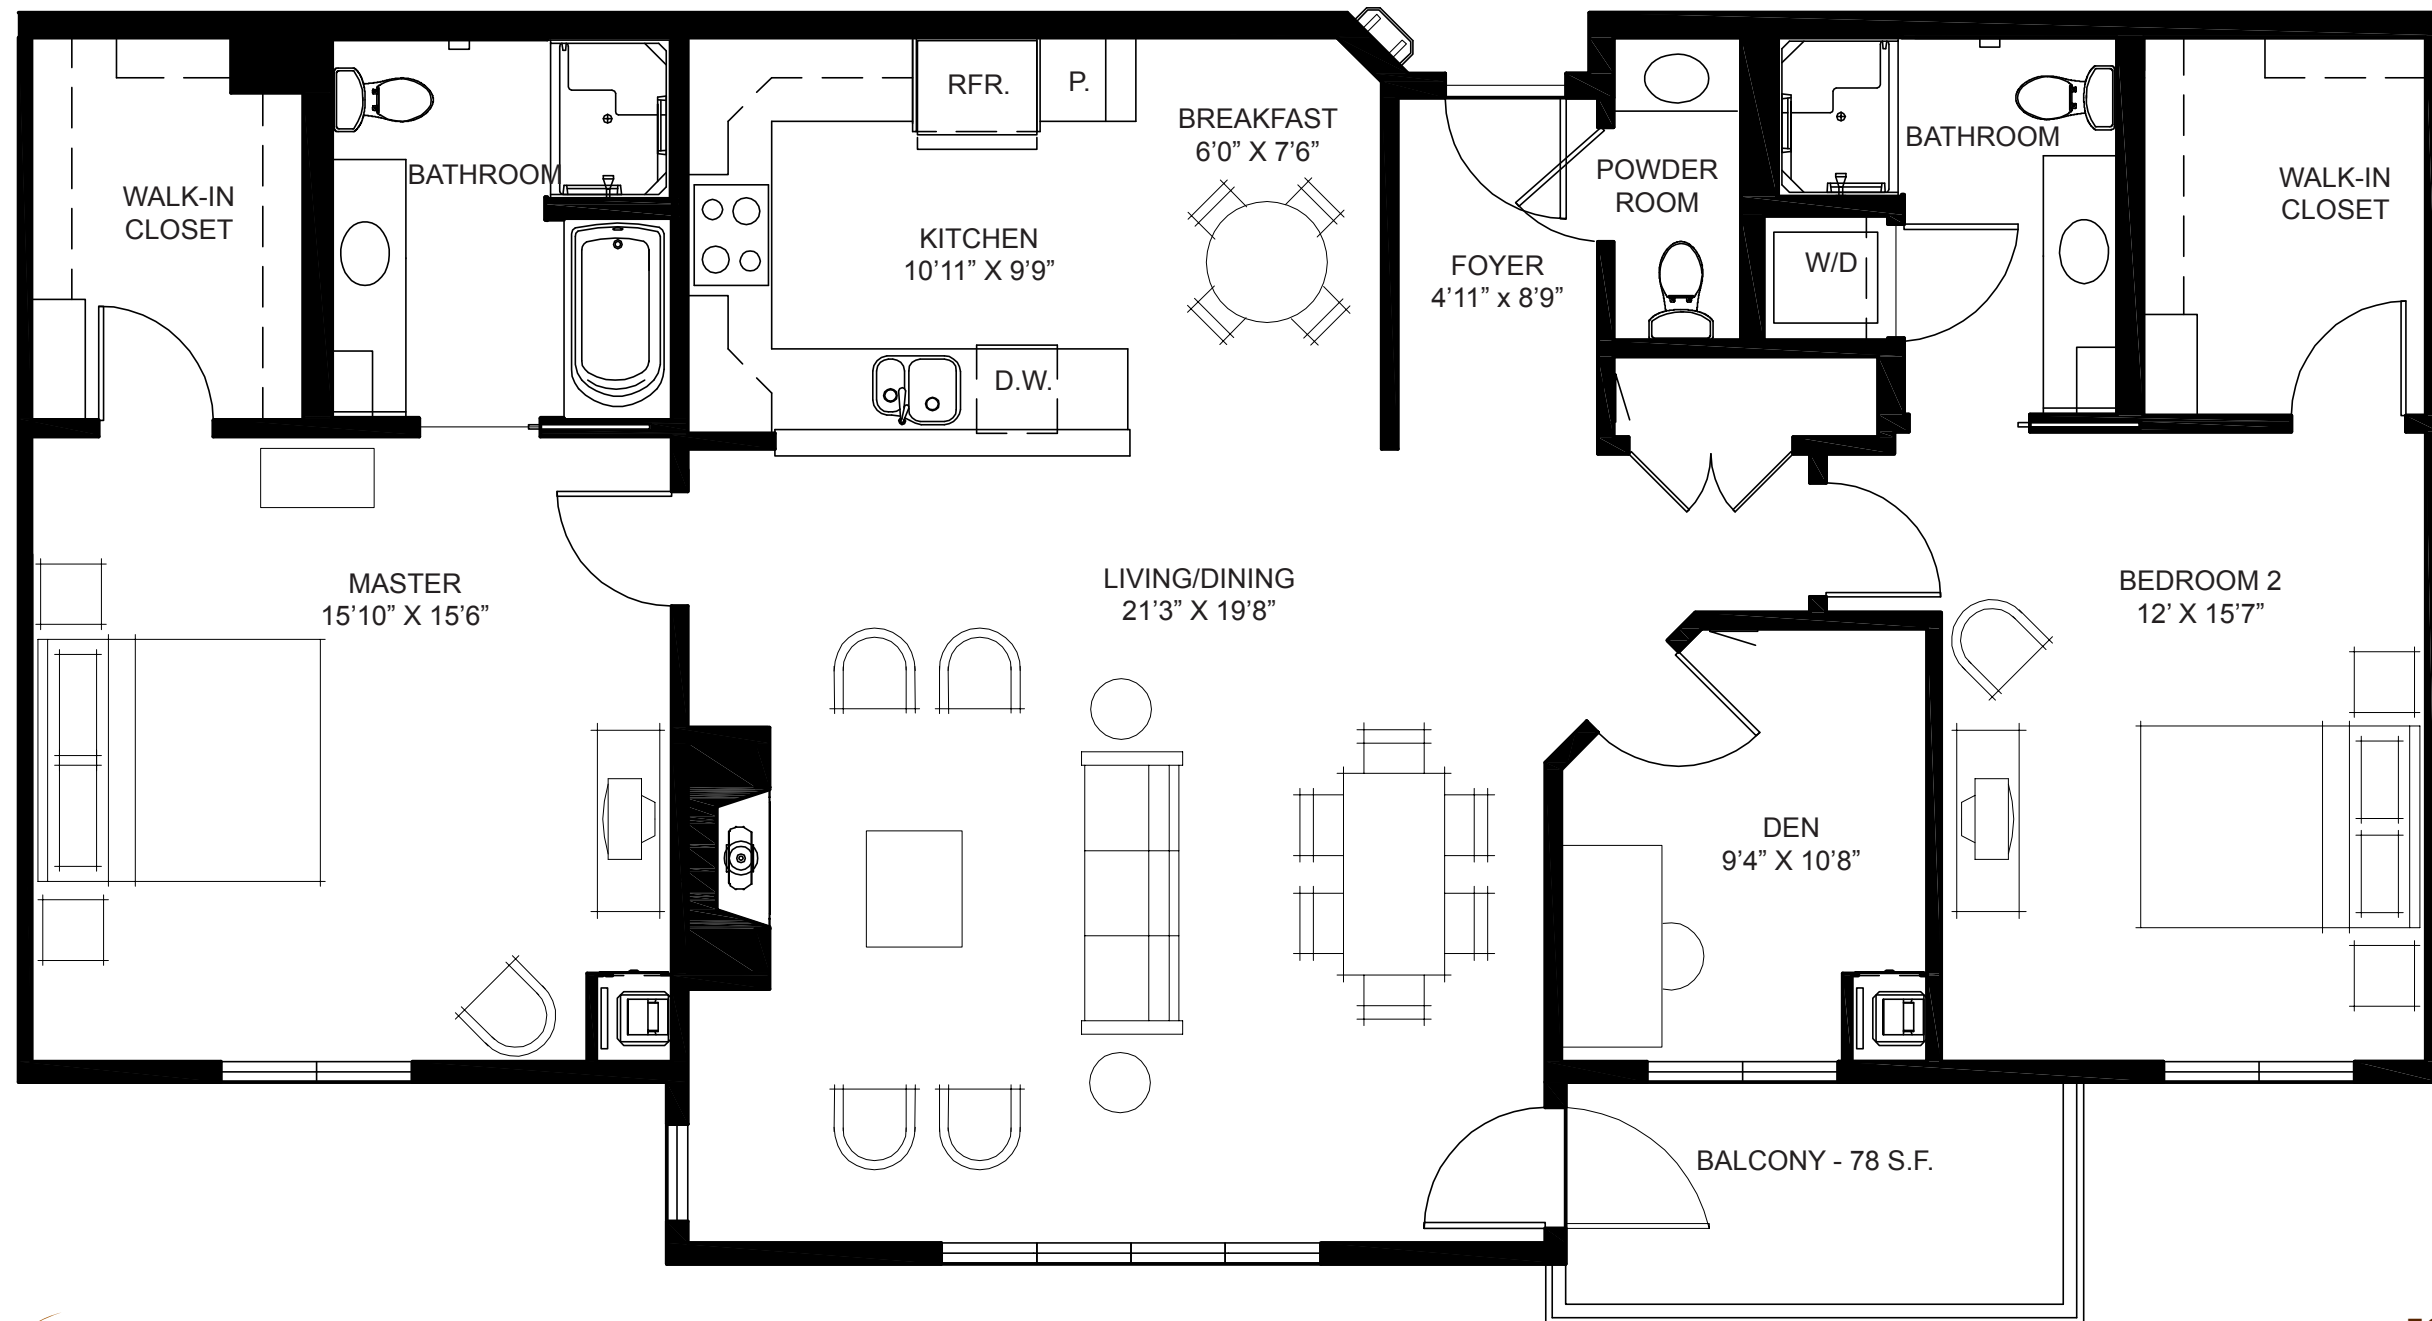 RFR.
P.
BREAKFAST
6’0” X 7’6”
BATHROOM
WALK-IN
CLOSET
BATHROOM
POWDER
ROOM
WALK-IN
CLOSET
KITCHEN
10’11” X 9’9”
FOYER
4’11” x 8’9”
W/D
D.W.
MASTER
15’10” X 15’6”
LIVING/DINING
21’3” X 19’8”
BEDROOM 2
12’ X 15’7”
DEN
9’4” X 10’8”
BALCONY - 78 S.F.